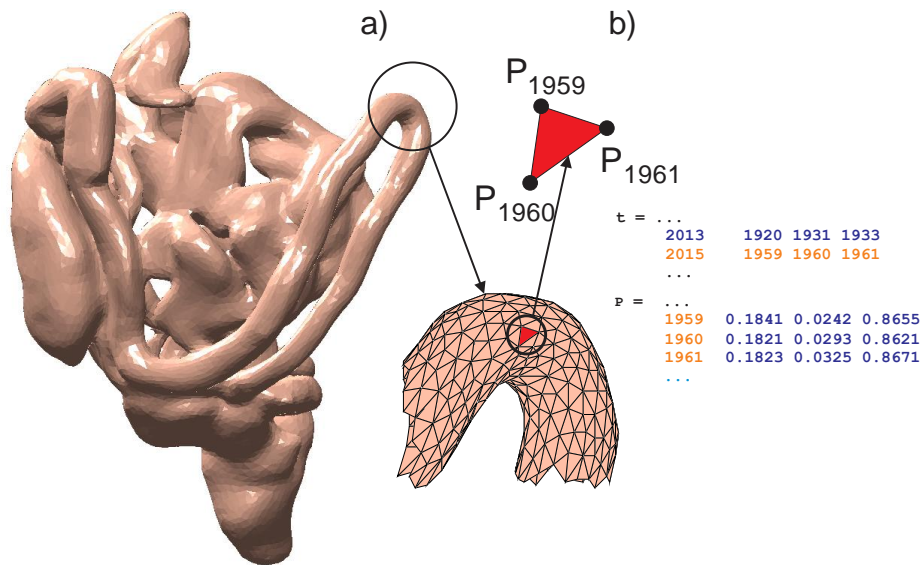 a)
b)
P1959
P1961
P1960
t = ...
2013 1920 1931 1933
2015 1959 1960 1961
...
P = ...
1959 0.1841 0.0242 0.8655
1960 0.1821 0.0293 0.8621
1961 0.1823 0.0325 0.8671
...